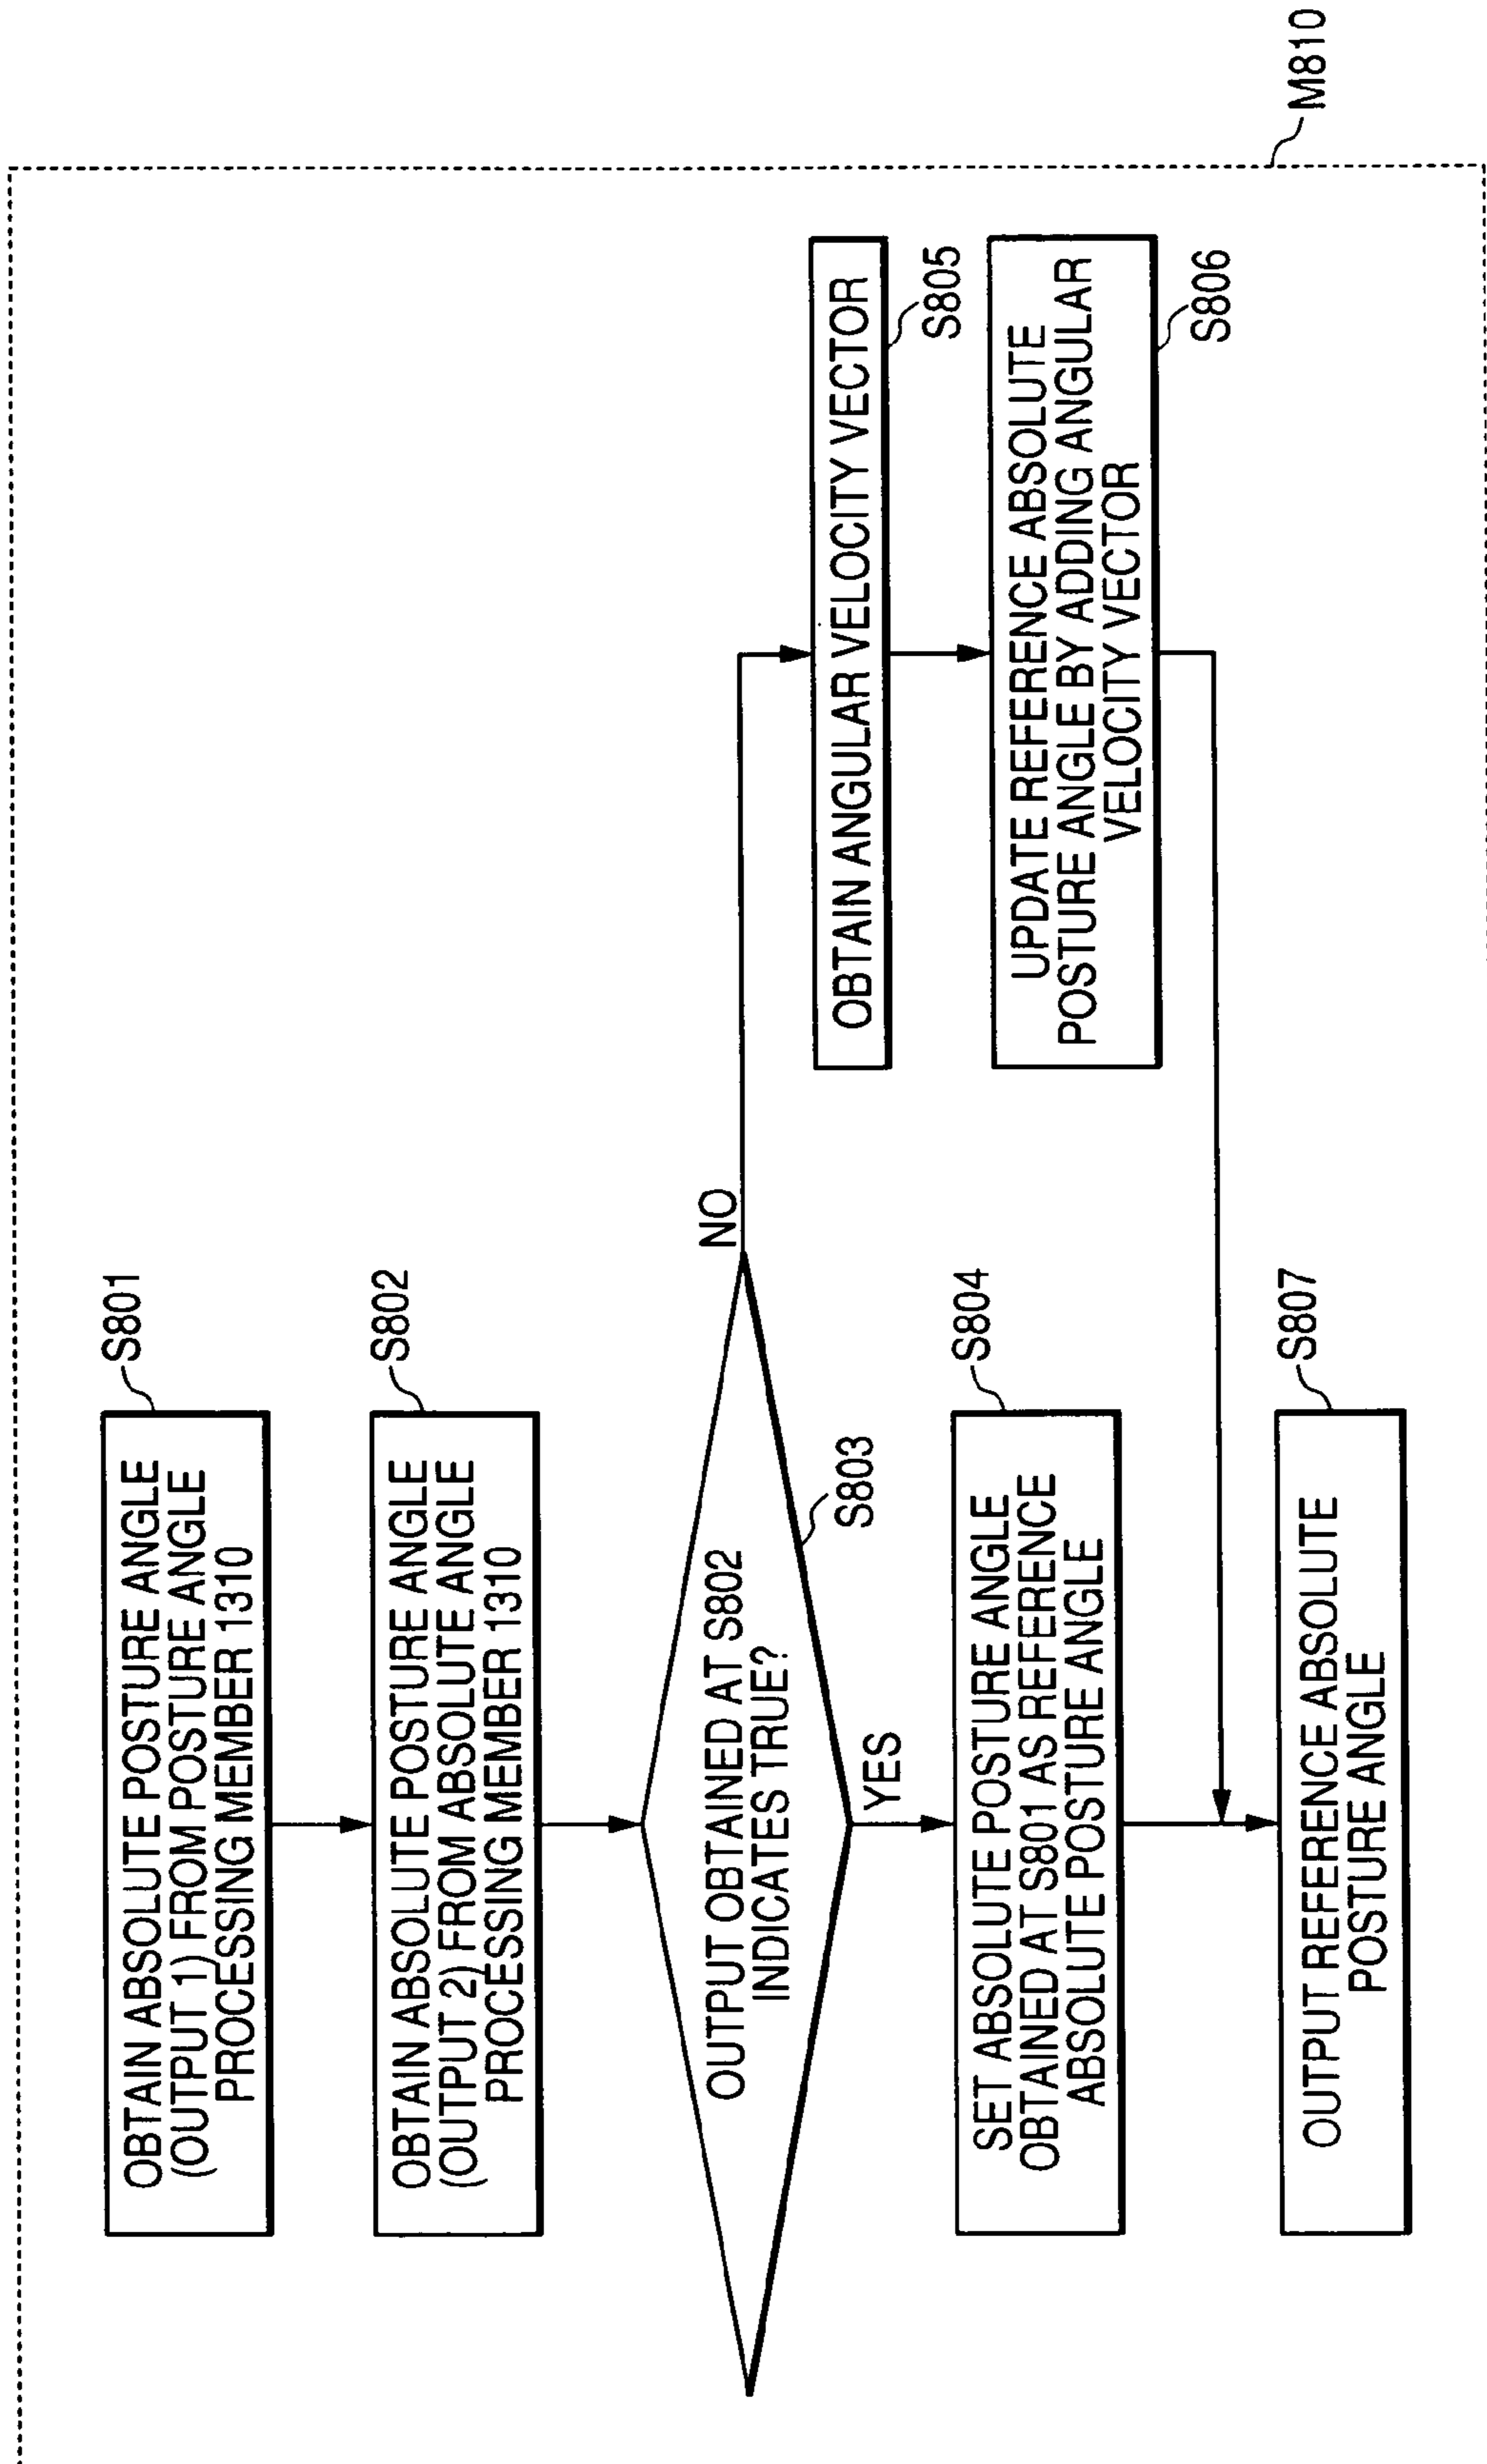 M810
S801
OBTAIN ABSOLUTE POSTURE ANGLE
(OUTPUT 1) FROM POSTURE ANGLE
PROCESSING MEMBER 1310
S802
OBTAIN ABSOLUTE POSTURE ANGLE
(OUTPUT 2) FROM ABSOLUTE ANGLE
PROCESSING MEMBER 1310
OUTPUT OBTAINED AT S802
INDICATES TRUE?
S803
NO
YES
S804
SET ABSOLUTE POSTURE ANGLE
OBTAINED AT S801 AS REFERENCE
ABSOLUTE POSTURE ANGLE
OBTAIN ANGULAR VELOCITY VECTOR
S805
UPDATE REFERENCE ABSOLUTE
POSTURE ANGLE BY ADDING ANGULAR
VELOCITY VECTOR
S806
S807
OUTPUT REFERENCE ABSOLUTE
POSTURE ANGLE